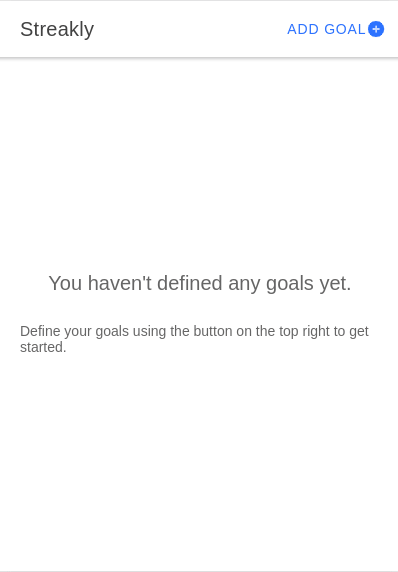 Streakly
ADD GOAL
You haven't defined any goals yet.
Define your goals using the button on the top right to get
started.